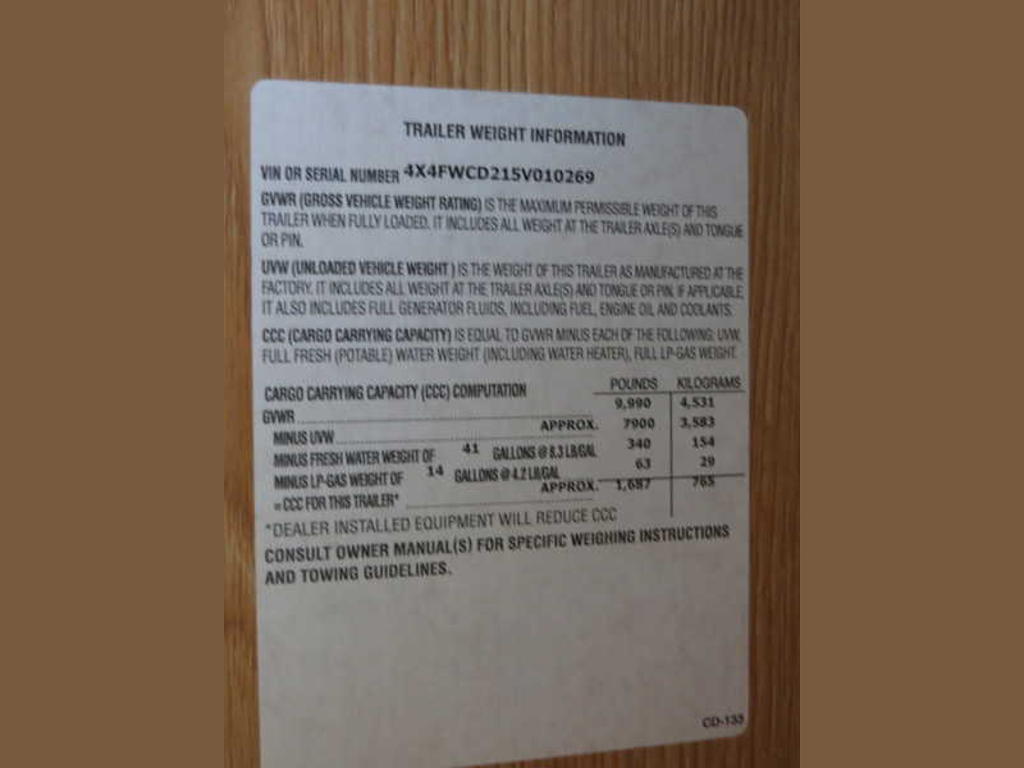 TRAILER WEIGHT INFORMATION
VIN OR SERIAL NUMBER 4X4FWCD215V010269
GVWR (GROSS VEHICLE WEIGHT RATING) IS THE MAXIMUM PERMISSIBLE WEIGHT OF THIS
TRAILER WHEN FULLY LOADED. IT INCLUDES ALL WEIGHT AT THE TRAILER AXLE(S) AND TONGUE
OR PIN.
UVW (UNLOADED VEHICLE WEIGHT ) IS THE WEIGHT OF THIS TRAILER AS MANUFACTURED AT THE
FACTORY. IT INCLUDES ALL WEIGHT AT THE TRAILER AXLE(S) AND TONGUE OR PIN. IF APPLICABLE,
IT ALSO INCLUDES FULL GENERATOR FLUIDS, INCLUDING FUEL, ENGINE OIL AND COOLANTS.
CCC (CARGO CARRYING CAPACITY) IS EQUAL TO GVWR MINUS EACH OF THE FOLLOWING: UVW,
FULL FRESH (POTABLE) WATER WEIGHT (INCLUDING WATER HEATER), FULL LP-GAS WEIGHT.
CARGO CARRYING CAPACITY (CCC) COMPUTATION POUNDS KILOGRAMS
GVWR 9,990 4,531
MINUS UVW APPROX. 7900 3,583
MINUS FRESH WATER WEIGHT OF 41 GALLONS @ 8.3 LB/GAL 340 154
MINUS LP-GAS WEIGHT OF 14 GALLONS @ 4.2 LB/GAL 63 29
= CCC FOR THIS TRAILER* APPROX. 1,687 765
*DEALER INSTALLED EQUIPMENT WILL REDUCE CCC
CONSULT OWNER MANUAL(S) FOR SPECIFIC WEIGHING INSTRUCTIONS
AND TOWING GUIDELINES.
CD-133